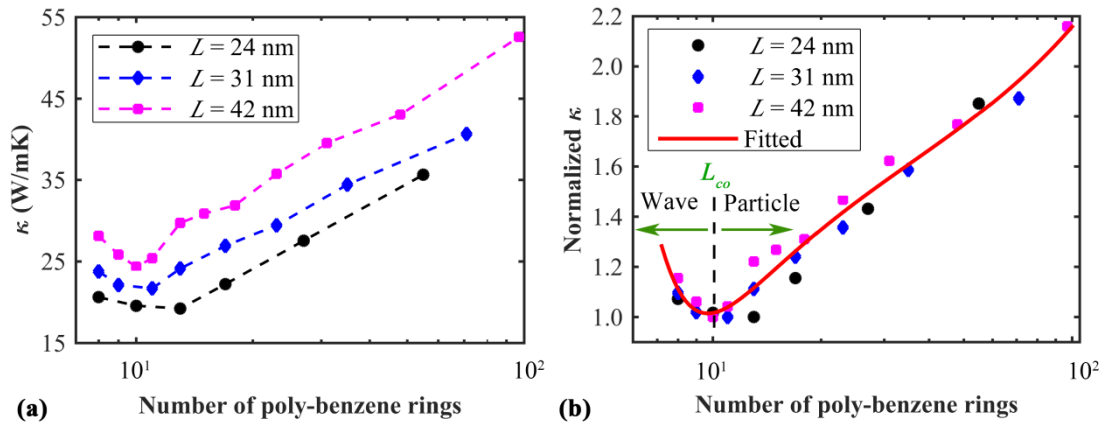 55
45
35
25
15
κ (W/mK)
L = 24 nm
L = 31 nm
L = 42 nm
10¹
10²
Number of poly-benzene rings
(a)
2.2
2.0
1.8
1.6
1.4
1.2
1.0
Normalized κ
L = 24 nm
L = 31 nm
L = 42 nm
Fitted
L_co
Wave
Particle
10¹
10²
Number of poly-benzene rings
(b)